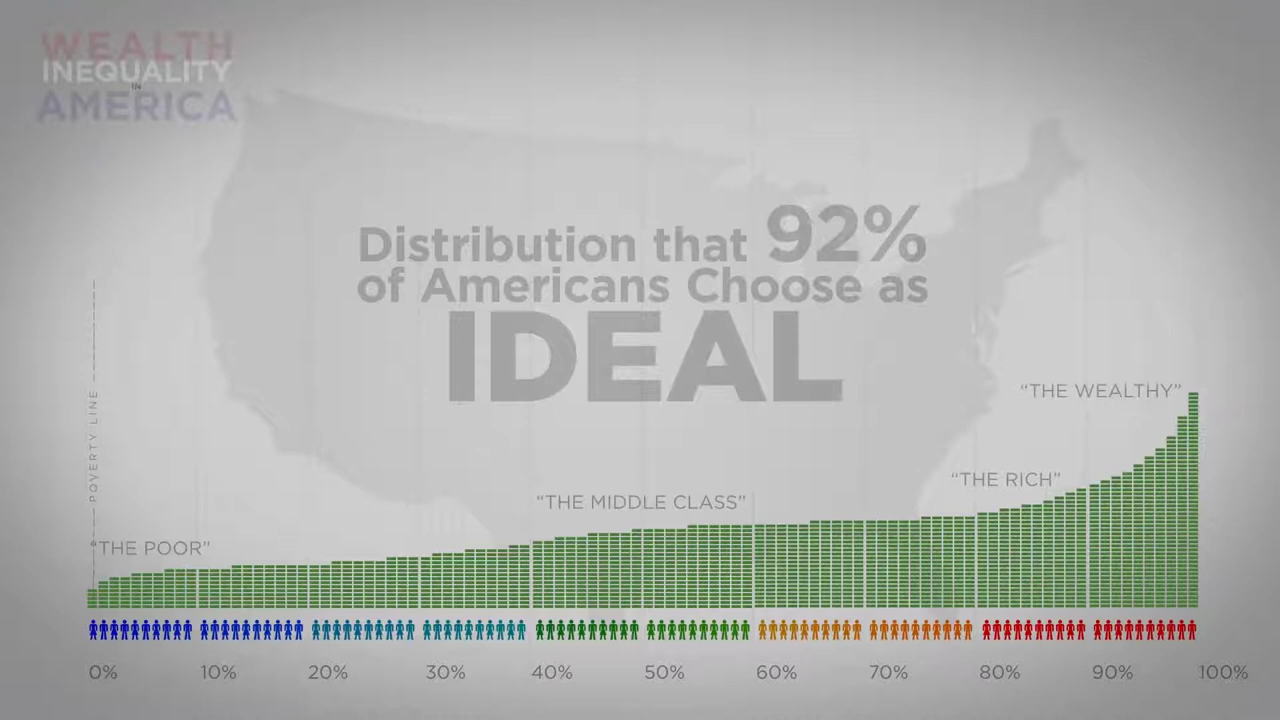 WEALTH
INEQUALITY
IN
AMERICA
Distribution that 92%
of Americans Choose as
IDEAL
POVERTY LINE
"THE WEALTHY"
"THE RICH"
"THE MIDDLE CLASS"
"THE POOR"
0% 10% 20% 30% 40% 50% 60% 70% 80% 90% 100%